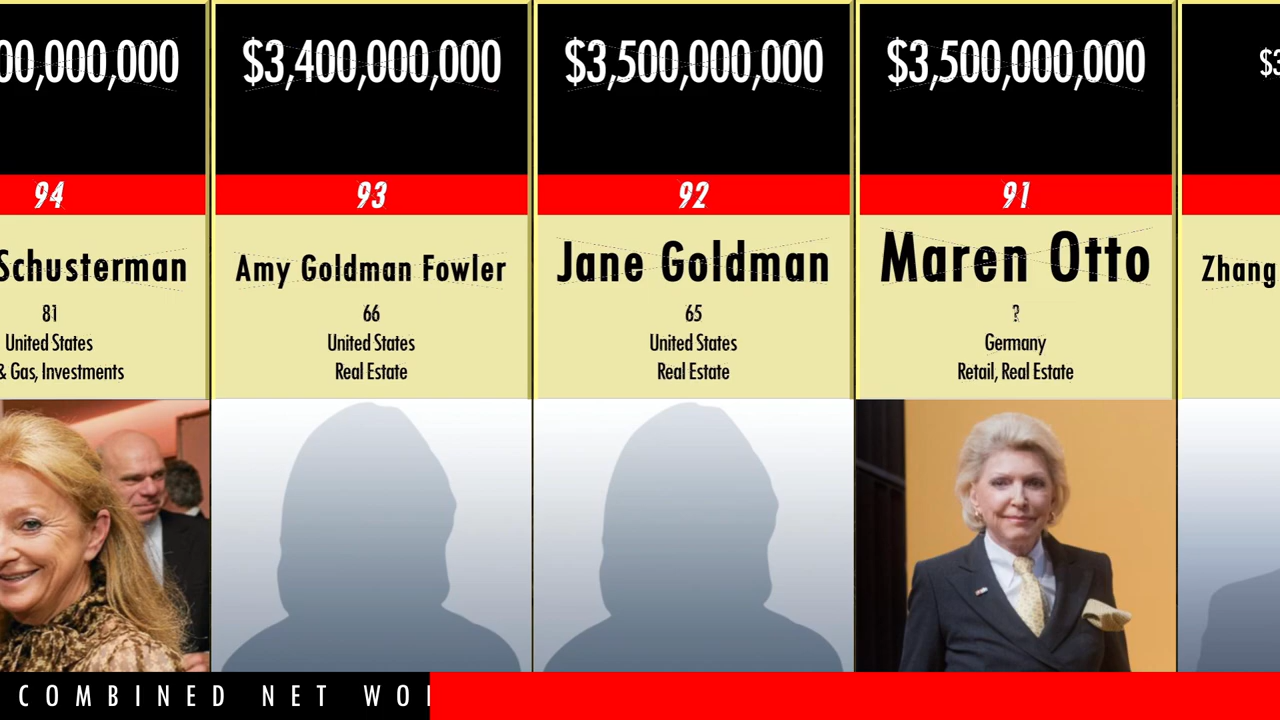 00,000,000
94
Schusterman
81
United States
& Gas, Investments
$3,400,000,000
93
Amy Goldman Fowler
66
United States
Real Estate
$3,500,000,000
92
Jane Goldman
65
United States
Real Estate
$3,500,000,000
91
Maren Otto
?
Germany
Retail, Real Estate
$3
Zhang
COMBINED NET WO